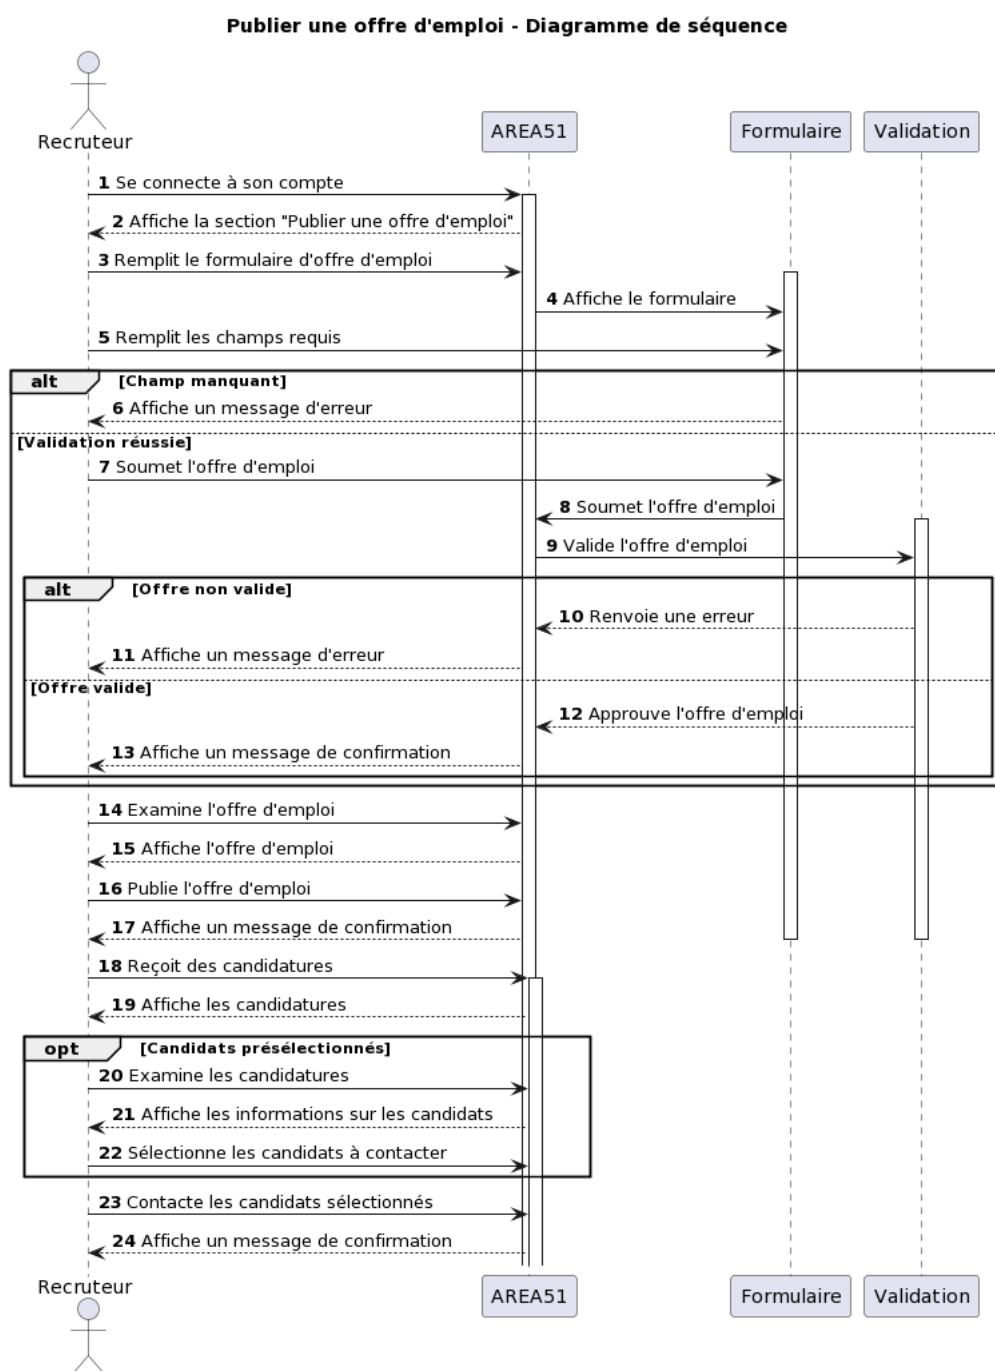 Publier une offre d'emploi - Diagramme de séquence
Recruteur
AREA51
Formulaire
Validation
1 Se connecte à son compte
2 Affiche la section "Publier une offre d'emploi"
3 Remplit le formulaire d'offre d'emploi
4 Affiche le formulaire
5 Remplit les champs requis
alt [Champ manquant]
6 Affiche un message d'erreur
[Validation réussie]
7 Soumet l'offre d'emploi
8 Soumet l'offre d'emploi
9 Valide l'offre d'emploi
alt [Offre non valide]
10 Renvoie une erreur
11 Affiche un message d'erreur
[Offre valide]
12 Approuve l'offre d'emploi
13 Affiche un message de confirmation
14 Examine l'offre d'emploi
15 Affiche l'offre d'emploi
16 Publie l'offre d'emploi
17 Affiche un message de confirmation
18 Reçoit des candidatures
19 Affiche les candidatures
opt [Candidats présélectionnés]
20 Examine les candidatures
21 Affiche les informations sur les candidats
22 Sélectionne les candidats à contacter
23 Contacte les candidats sélectionnés
24 Affiche un message de confirmation
Recruteur
AREA51
Formulaire
Validation